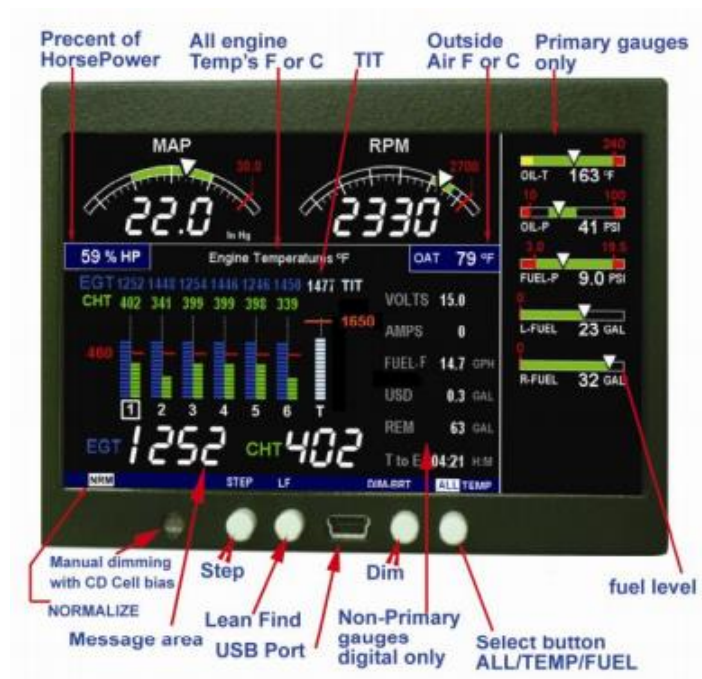 Precent of
HorsePower
All engine
Temp's F or C
TIT
Outside
Air F or C
Primary gauges
only
MAP
30.0
22.0 In Hg
RPM
2700
2330
240
OIL-T 163 °F
10 100
OIL-P 41 PSI
3.0 19.5
FUEL-P 9.0 PSI
0
L-FUEL 23 GAL
0
R-FUEL 32 GAL
59 % HP
Engine Temperatures °F
OAT 79 °F
EGT 1252 1448 1254 1446 1246 1450 1477 TIT
CHT 402 341 399 399 398 339
1650
460
1 2 3 4 5 6 T
VOLTS 15.0
AMPS 0
FUEL-F 14.7 GPH
USD 0.3 GAL
REM 63 GAL
T to E 04:21 H:M
EGT 1252 CHT 402
NRM STEP LF DIM-BRT ALL TEMP
Manual dimming
with CD Cell bias
NORMALIZE
Message area
Step
Lean Find
USB Port
Dim
Non-Primary
gauges
digital only
Select button
ALL/TEMP/FUEL
fuel level